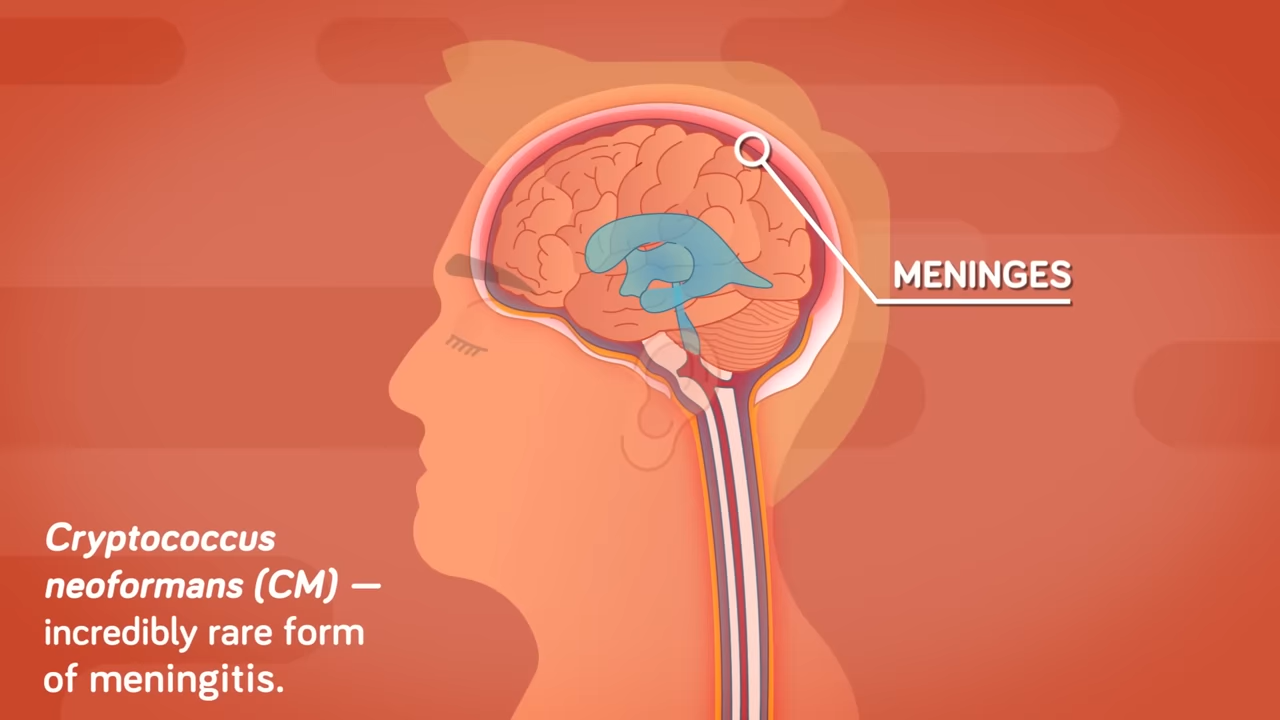 MENINGES
Cryptococcus
neoformans (CM) —
incredibly rare form
of meningitis.